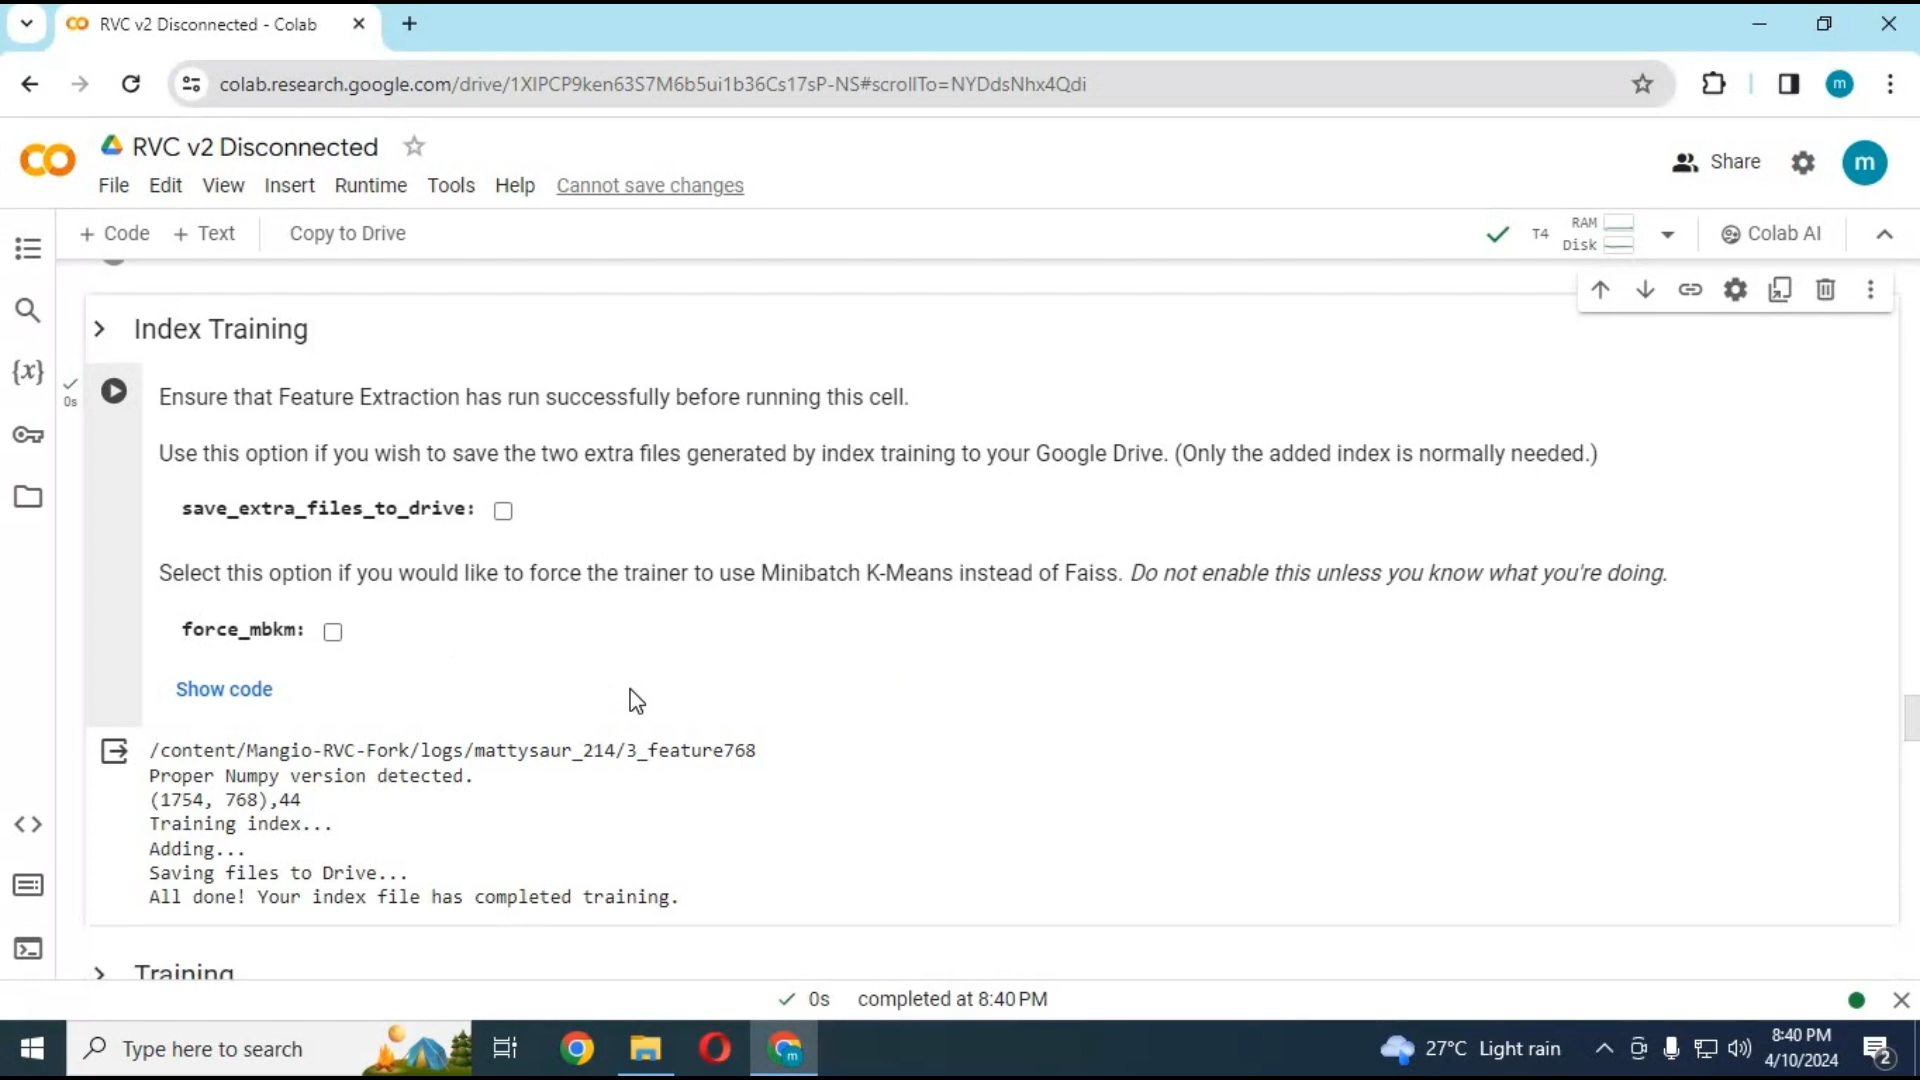 RVC v2 Disconnected - Colab
colab.research.google.com/drive/1XIPCP9ken63S7M6b5ui1b36Cs17sP-NS#scrollTo=NYDdsNhx4Qdi
m
RVC v2 Disconnected
File Edit View Insert Runtime Tools Help Cannot save changes
Share
m
+ Code + Text Copy to Drive
T4 RAM
Disk
Colab AI
Index Training
0s
Ensure that Feature Extraction has run successfully before running this cell.
Use this option if you wish to save the two extra files generated by index training to your Google Drive. (Only the added index is normally needed.)
save_extra_files_to_drive:
Select this option if you would like to force the trainer to use Minibatch K-Means instead of Faiss. Do not enable this unless you know what you're doing.
force_mbkm:
Show code
/content/Mangio-RVC-Fork/logs/mattysaur_214/3_feature768
Proper Numpy version detected.
(1754, 768),44
Training index...
Adding...
Saving files to Drive...
All done! Your index file has completed training.
Training
0s completed at 8:40 PM
Type here to search
m
27°C Light rain
8:40 PM
4/10/2024
2